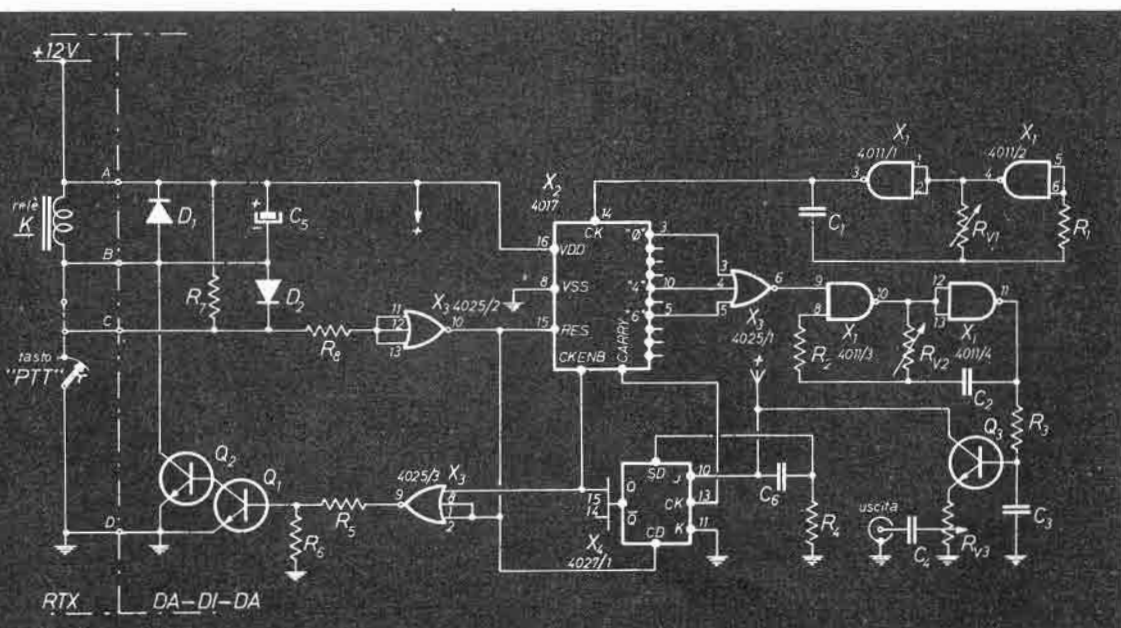 +12V
A
relè
K
D₁
C₅
+
-
+
B
R₇
D₂
C
tasto
"PTT"
R₈
11
12
13
X₃ 4025/2
10
X₂
4017
14
CK
16
VDD
8
VSS
15
RES
CKENB
CARRY
"0"
3
"4"
10
"6"
5
3
4
5
6
X₃
4025/1
+
C₁
X₁
4011/1
3
1
2
X₁
4011/2
4
5
6
RV1
R₁
9
8
10
X₁
4011/3
12
13
11
X₁
4011/4
RV2
C₂
R₃
Q₃
C₃
uscita
C₄
RV3
Q₂
Q₁
D
R₅
R₆
4025/3
X₃
9
8
1
2
15
14
Q
Q̅
SD
J
10
CK
13
K
11
CD
X₄
4027/1
C₆
R₄
RTX
DA-DI-DA